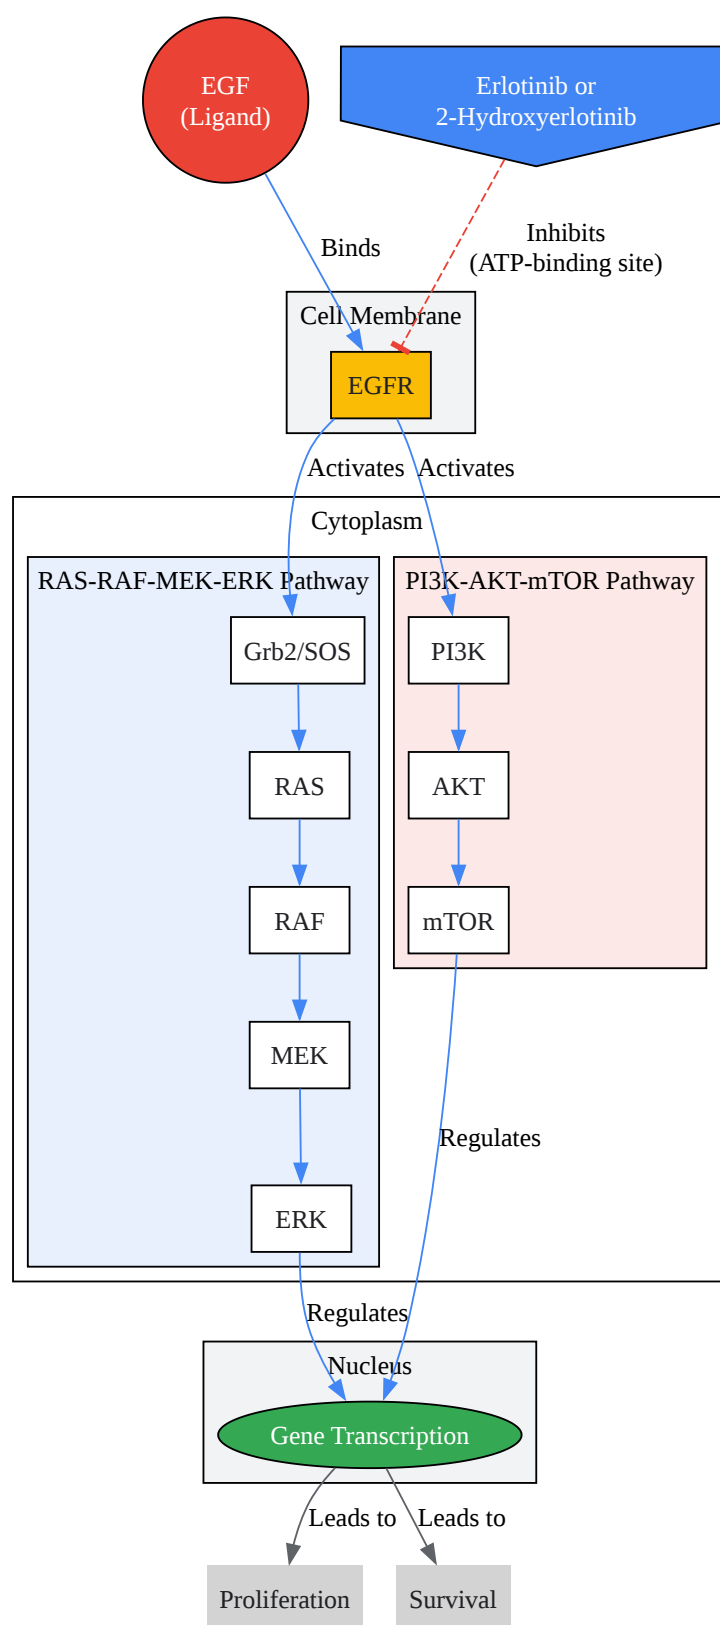 EGF
(Ligand)
Erlotinib or
2-Hydroxyerlotinib
Binds
Inhibits
(ATP-binding site)
Cell Membrane
EGFR
Activates
Activates
Cytoplasm
RAS-RAF-MEK-ERK Pathway
PI3K-AKT-mTOR Pathway
Grb2/SOS
PI3K
RAS
AKT
RAF
mTOR
MEK
Regulates
ERK
Regulates
Nucleus
Gene Transcription
Leads to
Leads to
Proliferation
Survival